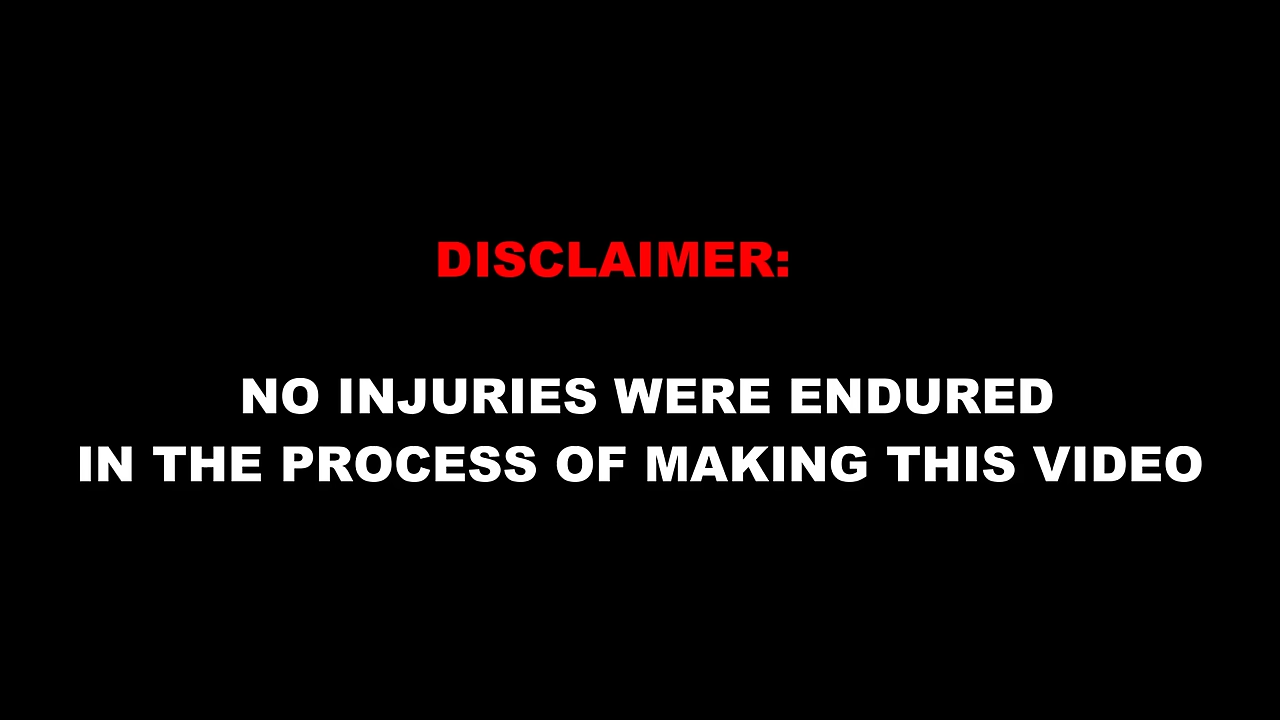 DISCLAIMER:
NO INJURIES WERE ENDURED
IN THE PROCESS OF MAKING THIS VIDEO